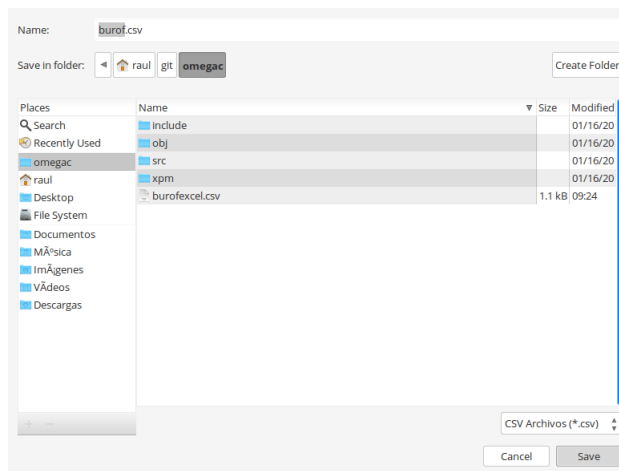 Name: burof.csv
Save in folder: raul git omegac Create Folder
Places Name Size Modified
Search include 01/16/20
Recently Used obj 01/16/20
omegac src 01/16/20
raul xpm 01/16/20
Desktop burofexcel.csv 1.1 kB 09:24
File System
Documentos
MÃºsica
ImÃ¡genes
VÃ­deos
Descargas
CSV Archivos (*.csv)
Cancel Save